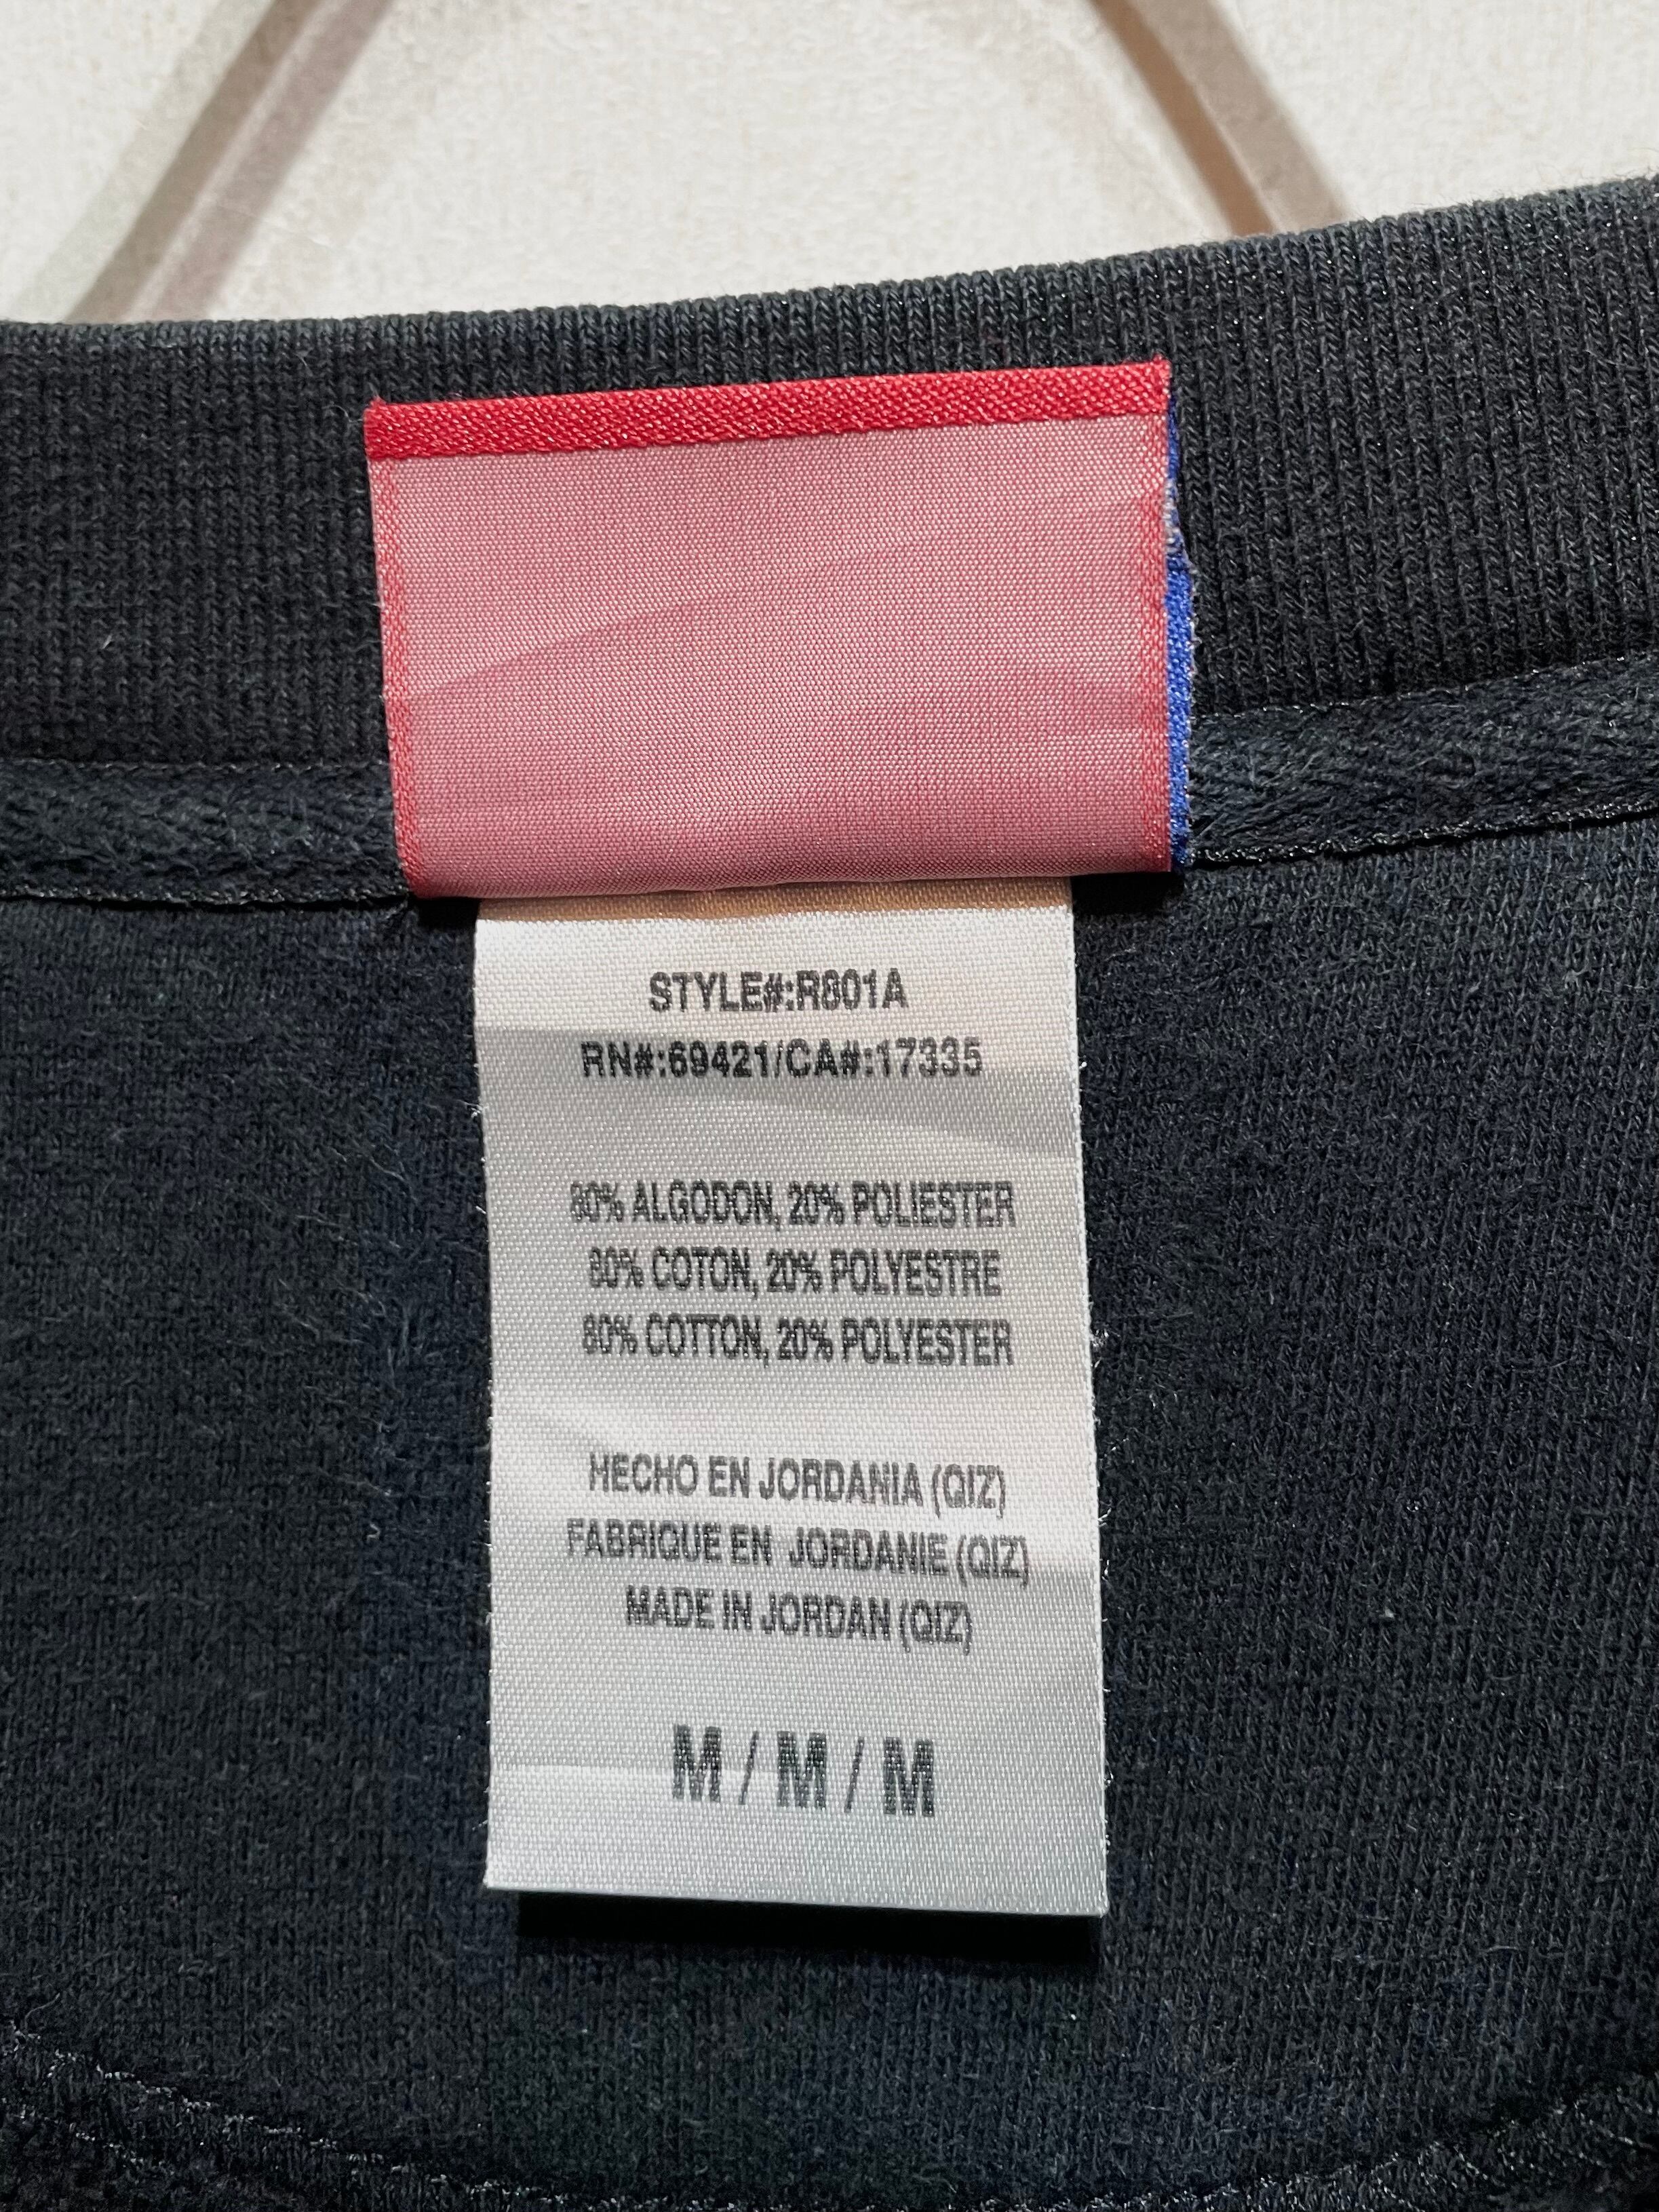 STYLE#:R801A
RN#:69421/CA#:17335
80% ALGODON, 20% POLIESTER
80% COTON, 20% POLYESTRE
80% COTTON, 20% POLYESTER
HECHO EN JORDANIA (QIZ)
FABRIQUE EN JORDANIE (QIZ)
MADE IN JORDAN (QIZ)
M / M / M